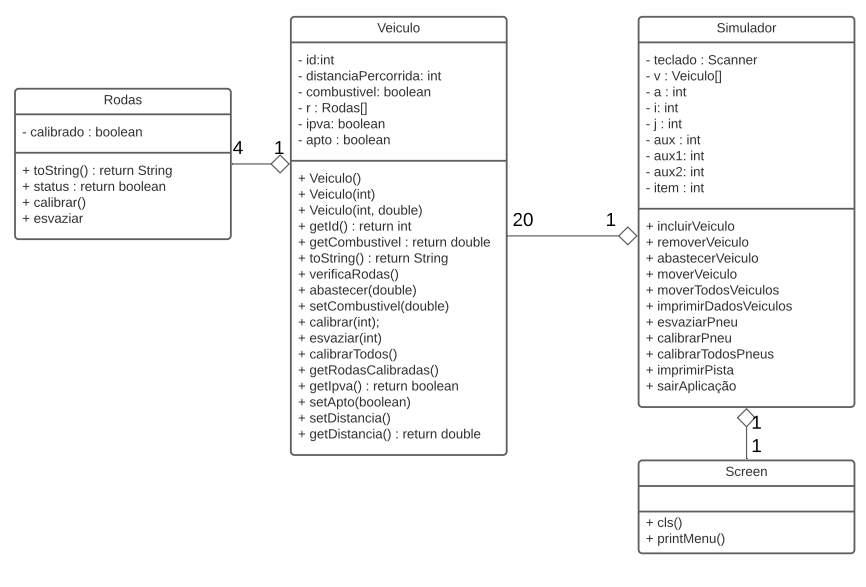 Rodas
- calibrado : boolean
+ toString() : return String
+ status : return boolean
+ calibrar()
+ esvaziar
4
1
Veiculo
- id:int
- distanciaPercorrida: int
- combustivel: boolean
- r : Rodas[]
- ipva: boolean
- apto : boolean
+ Veiculo()
+ Veiculo(int)
+ Veiculo(int, double)
+ getId() : return int
+ getCombustivel : return double
+ toString() : return String
+ verificaRodas()
+ abastecer(double)
+ setCombustivel(double)
+ calibrar(int);
+ esvaziar(int)
+ calibrarTodos()
+ getRodasCalibradas()
+ getIpva() : return boolean
+ setApto(boolean)
+ setDistancia()
+ getDistancia() : return double
20
1
Simulador
- teclado : Scanner
- v : Veiculo[]
- a : int
- i: int
- j : int
- aux : int
- aux1: int
- aux2: int
- item : int
+ incluirVeiculo
+ removerVeiculo
+ abastecerVeiculo
+ moverVeiculo
+ moverTodosVeiculos
+ imprimirDadosVeiculos
+ esvaziarPneu
+ calibrarPneu
+ calibrarTodosPneus
+ imprimirPista
+ sairAplicação
1
1
Screen
+ cls()
+ printMenu()